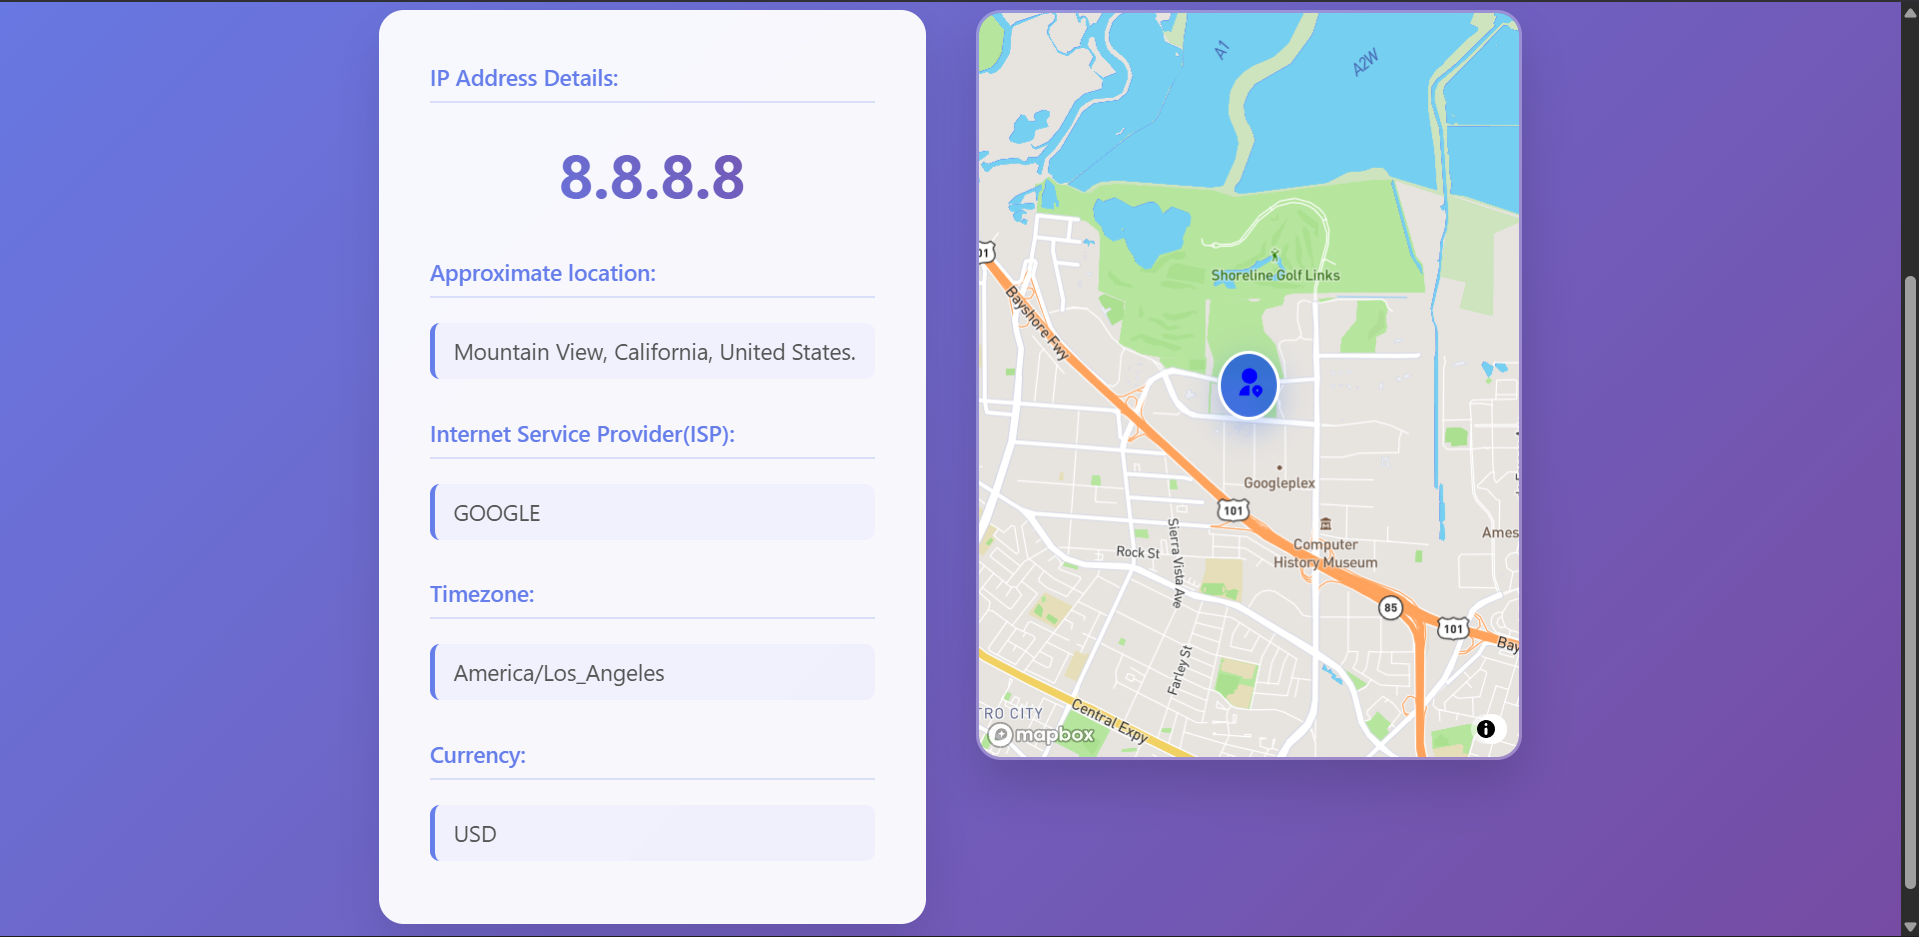 IP Address Details:
8.8.8.8
Approximate location:
Mountain View, California, United States.
Internet Service Provider(ISP):
GOOGLE
Timezone:
America/Los_Angeles
Currency:
USD
A1
A2W
01
Shoreline Golf Links
Bayshore Fwy
Googleplex
101
Computer
History Museum
Ames
Rock St
Sierra Vista Ave
85
101
Bay
Farley St
TRO CITY
Central Expy
mapbox